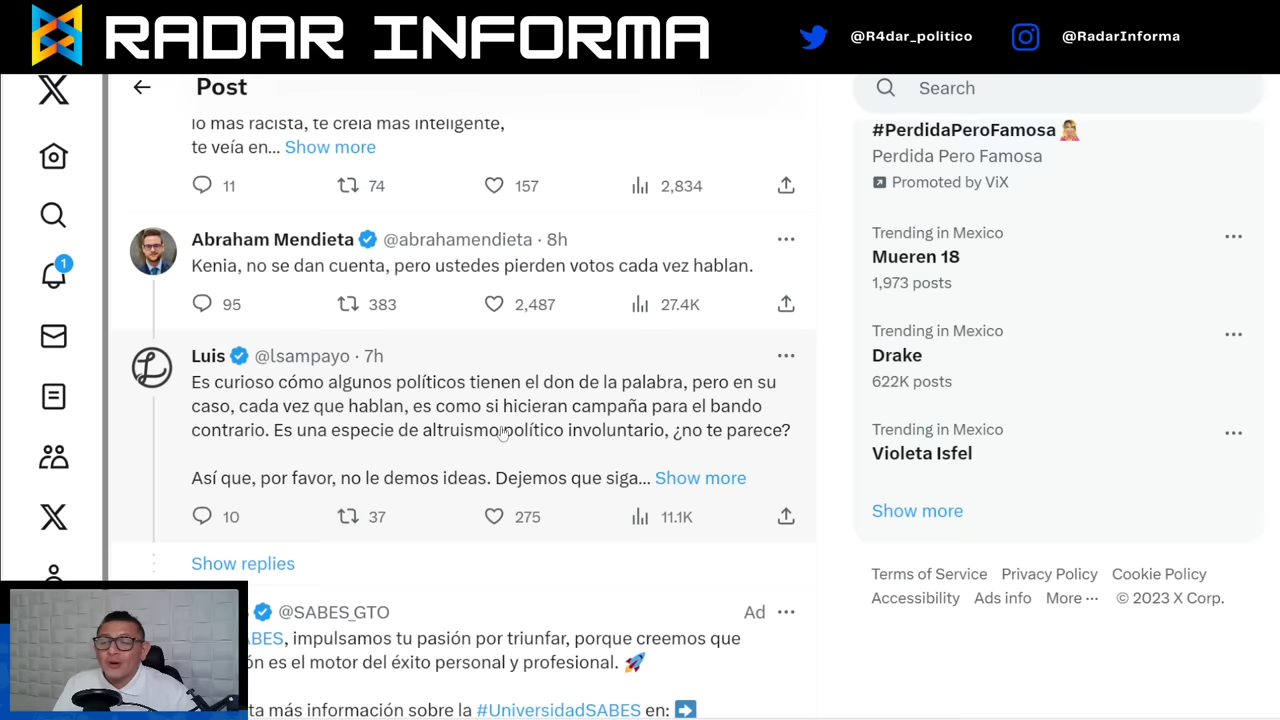 RADAR INFORMA
@R4dar_politico
@RadarInforma
Post
lo más racista, te creía más inteligente,
te veía en... Show more
11 74 157 2,834
Abraham Mendieta @abrahamendieta · 8h
Kenia, no se dan cuenta, pero ustedes pierden votos cada vez hablan.
95 383 2,487 27.4K
Luis @lsampayo · 7h
Es curioso cómo algunos políticos tienen el don de la palabra, pero en su
caso, cada vez que hablan, es como si hicieran campaña para el bando
contrario. Es una especie de altruismo político involuntario, ¿no te parece?
Así que, por favor, no le demos ideas. Dejemos que siga... Show more
10 37 275 11.1K
Show replies
@SABES_GTO Ad
ABES, impulsamos tu pasión por triunfar, porque creemos que
ón es el motor del éxito personal y profesional. 🚀
ta más información sobre la #UniversidadSABES en: ➡
1
Search
#PerdidaPeroFamosa
Perdida Pero Famosa
Promoted by ViX
Trending in Mexico
Mueren 18
1,973 posts
Trending in Mexico
Drake
622K posts
Trending in Mexico
Violeta Isfel
Show more
Terms of Service Privacy Policy Cookie Policy
Accessibility Ads info More ··· © 2023 X Corp.